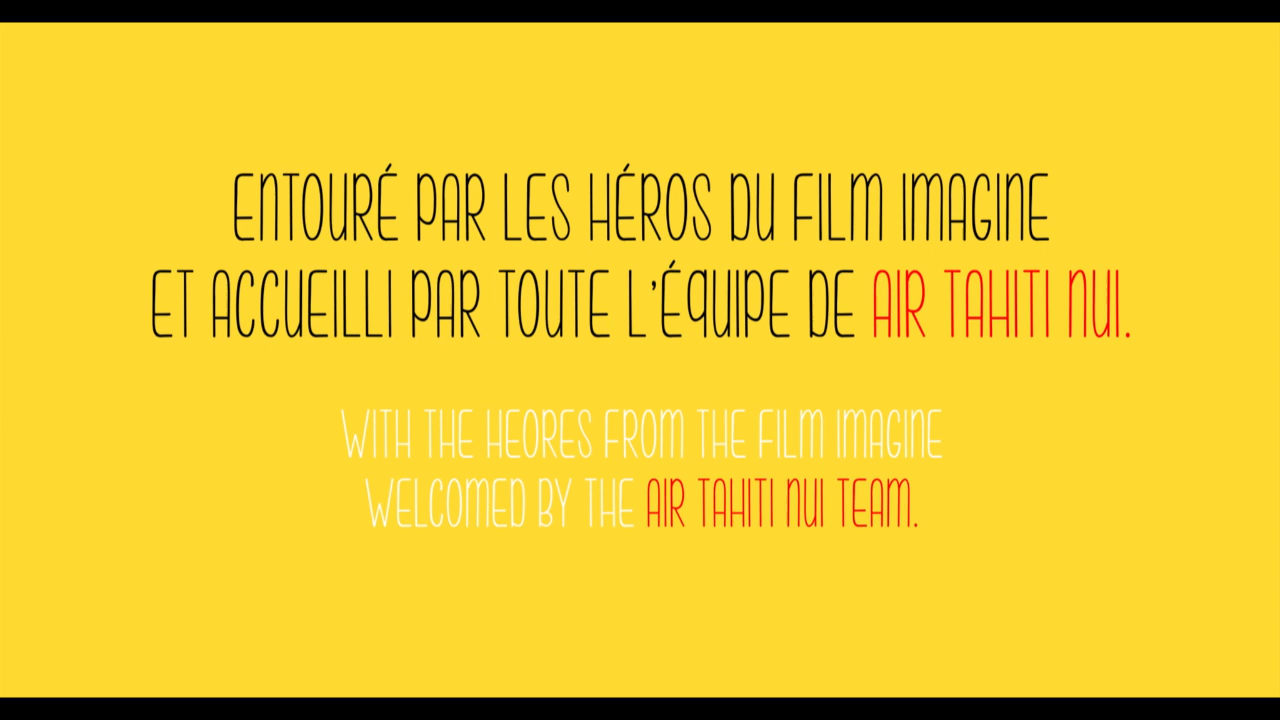 ENTOURÉ PAR LES HÉROS DU FILM IMAGINE
ET ACCUEILLI PAR TOUTE L'ÉQUIPE DE AIR TAHITI NUI.
WITH THE HEORES FROM THE FILM IMAGINE
WELCOMED BY THE AIR TAHITI NUI TEAM.